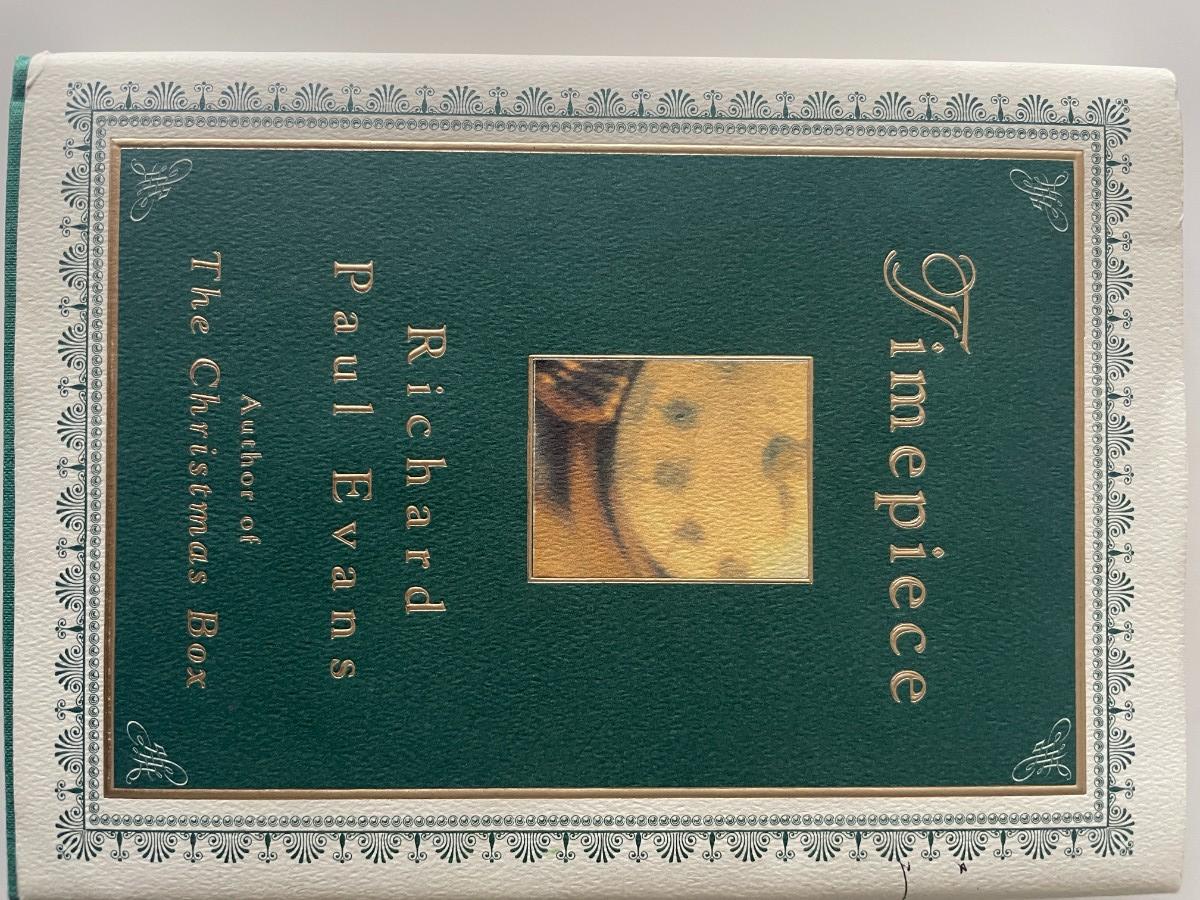 Timepiece
Richard
Paul Evans
Author of
The Christmas Box